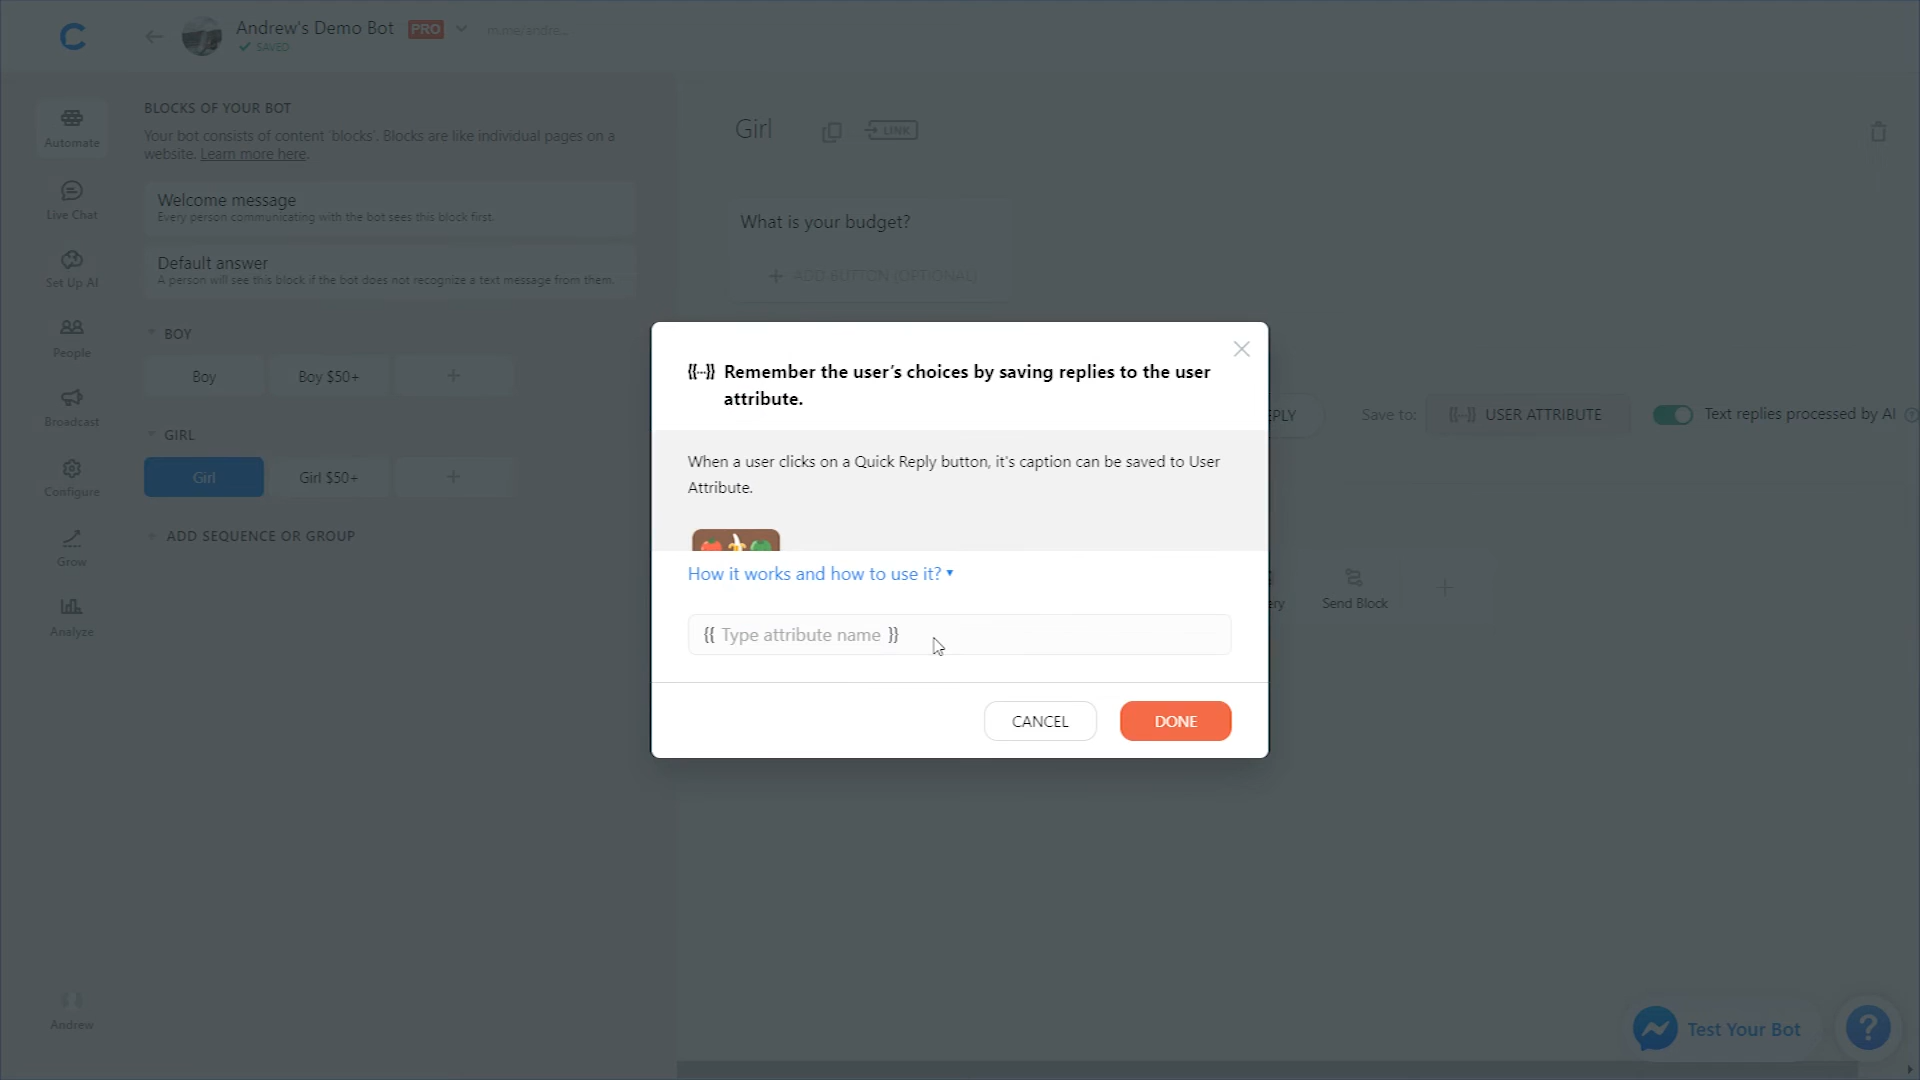 Andrew's Demo Bot PRO m.me/andre...
SAVED
Automate
Live Chat
Set Up AI
People
Broadcast
Configure
Grow
Analyze
Andrew
BLOCKS OF YOUR BOT
Your bot consists of content 'blocks'. Blocks are like individual pages on a
website. Learn more here.
Welcome message
Every person communicating with the bot sees this block first.
Default answer
A person will see this block if the bot does not recognize a text message from them.
BOY
Boy Boy $50+ +
GIRL
Girl Girl $50+ +
ADD SEQUENCE OR GROUP
Girl LINK
What is your budget?
+ ADD BUTTON (OPTIONAL)
EPLY Save to: {{...}} USER ATTRIBUTE Text replies processed by AI ?
ery Send Block +
{{...}} Remember the user's choices by saving replies to the user
attribute.
When a user clicks on a Quick Reply button, it's caption can be saved to User
Attribute.
How it works and how to use it? ▾
{{ Type attribute name }}
CANCEL DONE
Test Your Bot ?